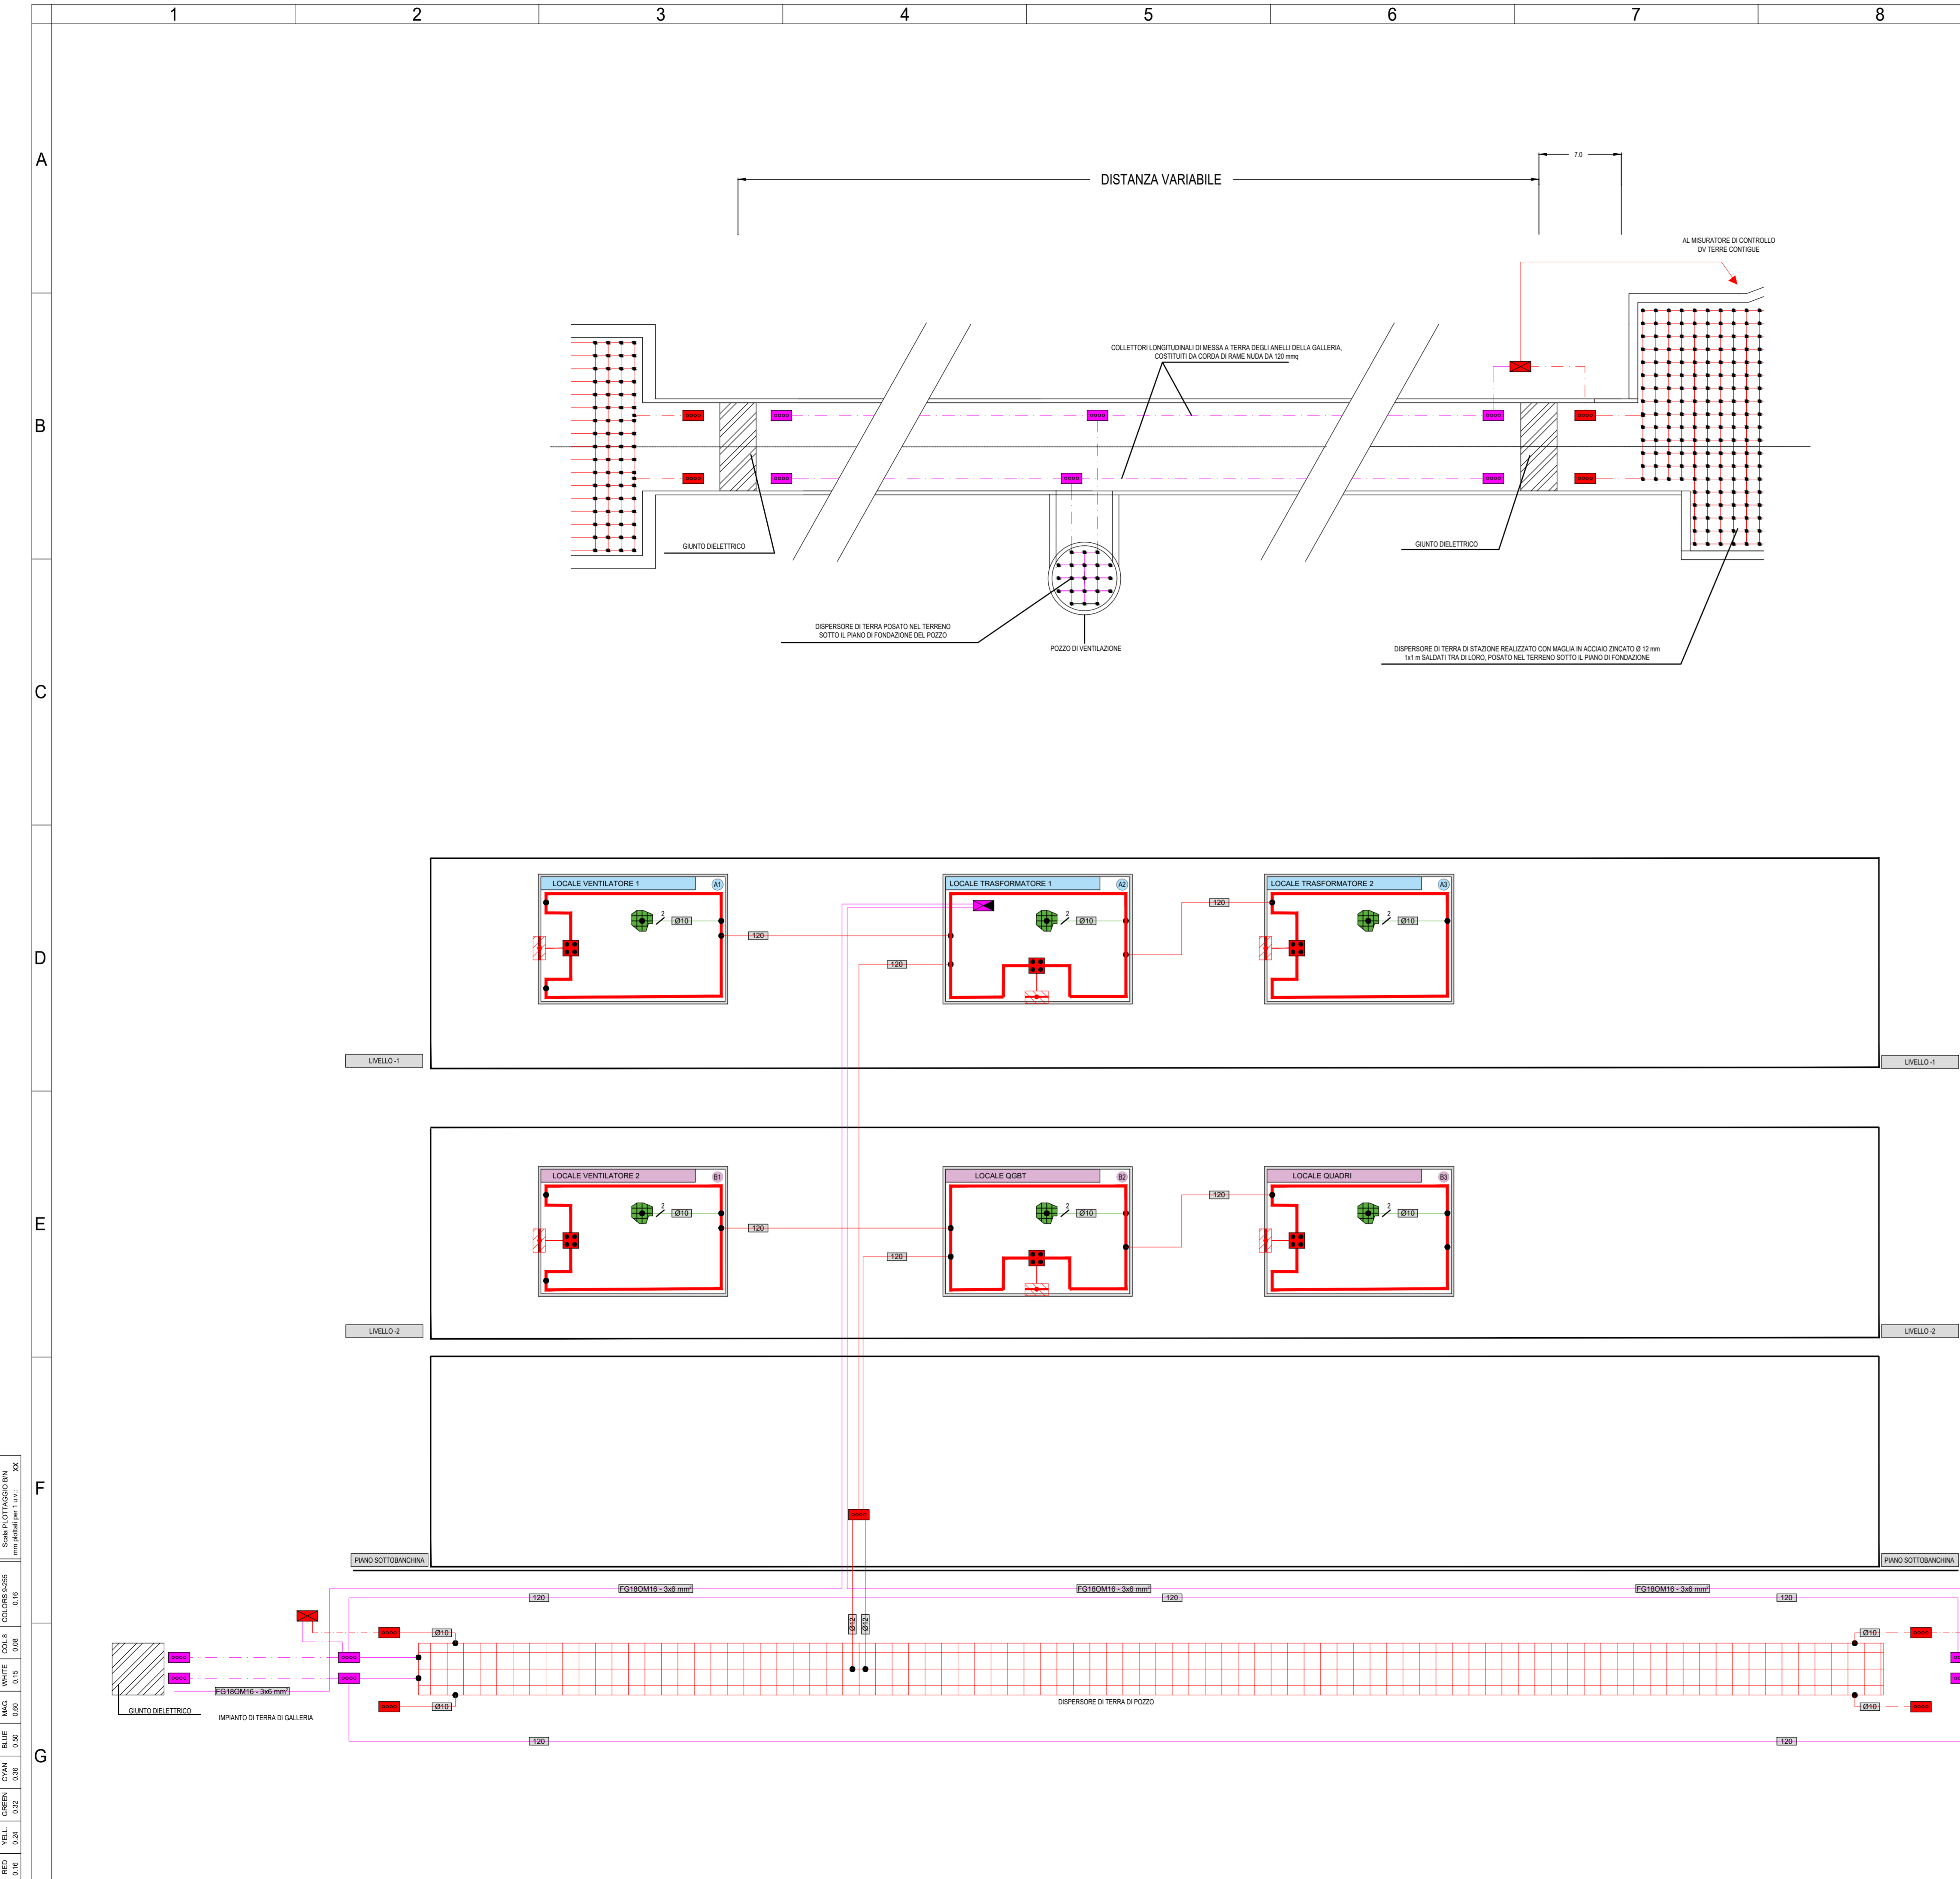 1 2 3 4 5 6 7 8
A
B
C
D
E
F
G
DISTANZA VARIABILE
7.0
AL MISURATORE DI CONTROLLO
DV TERRE CONTIGUE
COLLETTORI LONGITUDINALI DI MESSA A TERRA DEGLI ANELLI DELLA GALLERIA,
COSTITUITI DA CORDA DI RAME NUDA DA 120 mmq
GIUNTO DIELETTRICO
GIUNTO DIELETTRICO
DISPERSORE DI TERRA POSATO NEL TERRENO
SOTTO IL PIANO DI FONDAZIONE DEL POZZO
POZZO DI VENTILAZIONE
DISPERSORE DI TERRA DI STAZIONE REALIZZATO CON MAGLIA IN ACCIAIO ZINCATO Ø 12 mm
1x1 m SALDATI TRA DI LORO, POSATO NEL TERRENO SOTTO IL PIANO DI FONDAZIONE
LOCALE VENTILATORE 1 A1
2 Ø10
120
LOCALE TRASFORMATORE 1 A2
2 Ø10
120
120
LOCALE TRASFORMATORE 2 A3
2 Ø10
LIVELLO -1
LIVELLO -1
LOCALE VENTILATORE 2 B1
2 Ø10
120
LOCALE QGBT B2
2 Ø10
120
120
LOCALE QUADRI B3
2 Ø10
LIVELLO -2
LIVELLO -2
PIANO SOTTOBANCHINA
PIANO SOTTOBANCHINA
FG18OM16 - 3x6 mm²
FG18OM16 - 3x6 mm²
FG18OM16 - 3x6 mm²
120
120
120
Ø12
Ø12
Ø10
Ø10
Ø10
Ø10
FG18OM16 - 3x6 mm²
GIUNTO DIELETTRICO
IMPIANTO DI TERRA DI GALLERIA
DISPERSORE DI TERRA DI POZZO
120
120
Scala PLOTTAGGIO B/N
mm plottati per 1 u.v.: XX
COLORS 9-255
0.16
COL.8
0.08
WHITE
0.15
MAG.
0.60
BLUE
0.50
CYAN
0.36
GREEN
0.32
YELL.
0.24
RED
0.16